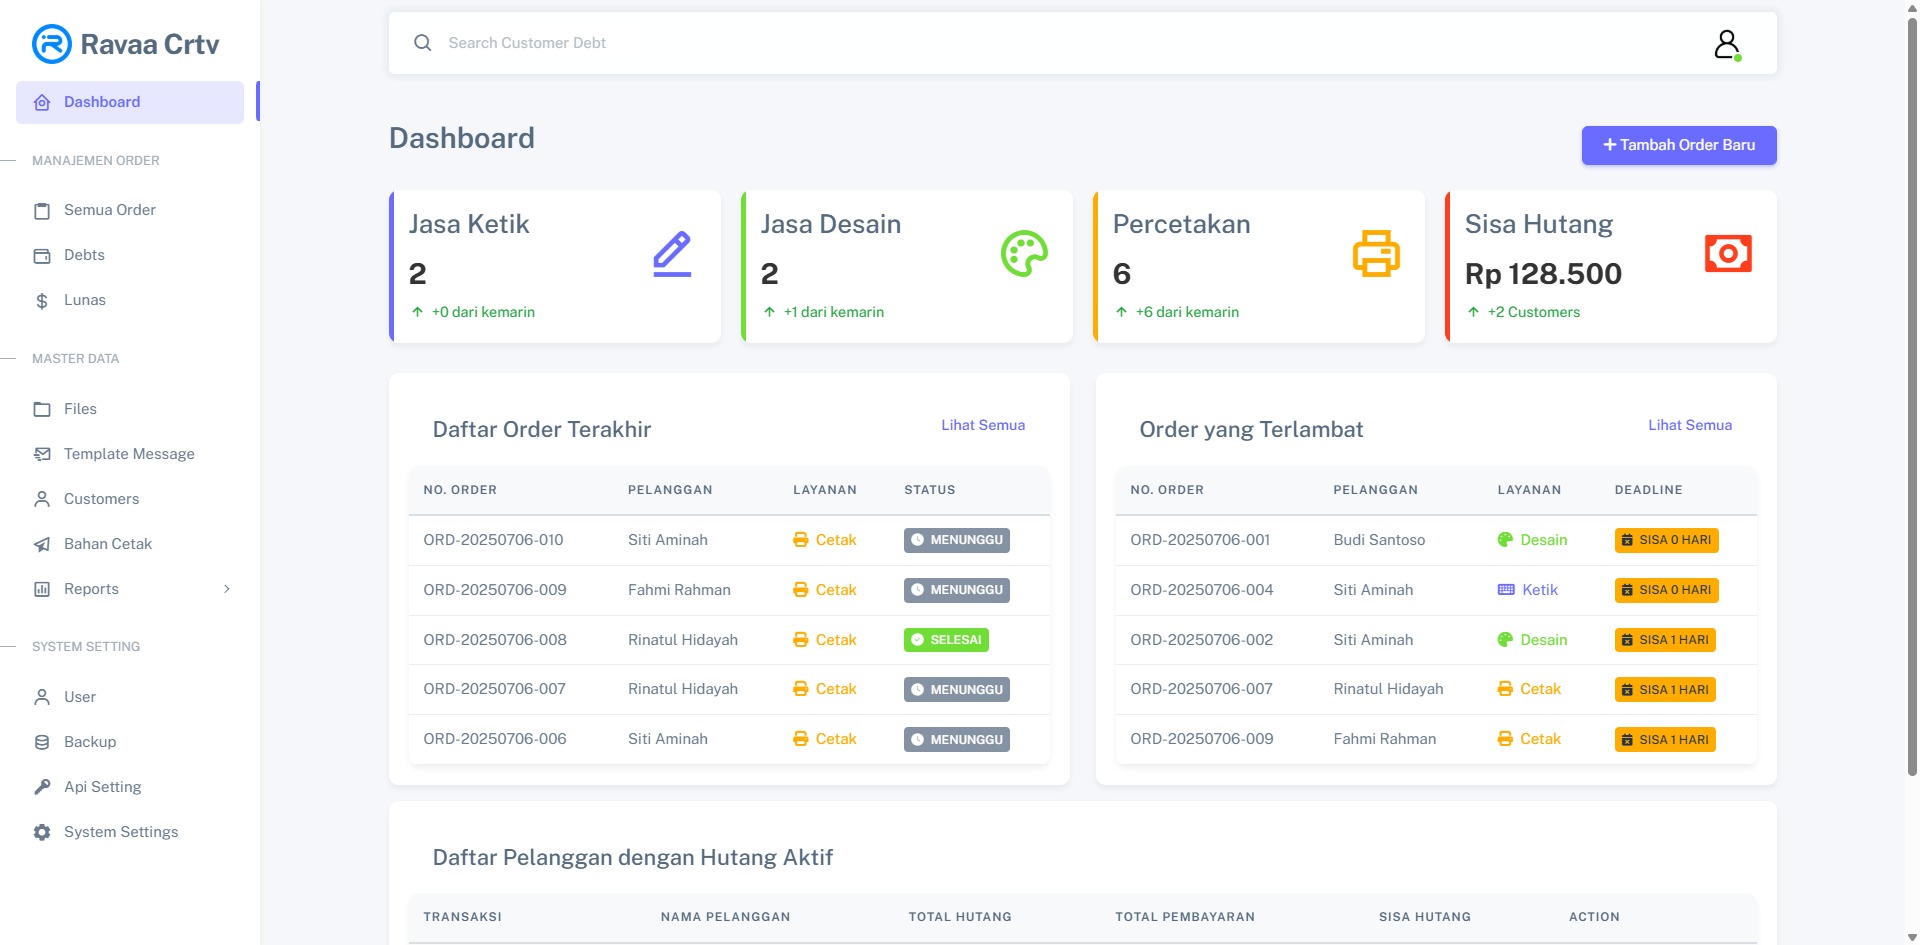 Ravaa Crtv
Dashboard
MANAJEMEN ORDER
Semua Order
Debts
Lunas
MASTER DATA
Files
Template Message
Customers
Bahan Cetak
Reports
SYSTEM SETTING
User
Backup
Api Setting
System Settings
Search Customer Debt
Dashboard
Tambah Order Baru
Jasa Ketik
2
+0 dari kemarin
Jasa Desain
2
+1 dari kemarin
Percetakan
6
+6 dari kemarin
Sisa Hutang
Rp 128.500
+2 Customers
Daftar Order Terakhir Lihat Semua
NO. ORDER PELANGGAN LAYANAN STATUS
ORD-20250706-010 Siti Aminah Cetak MENUNGGU
ORD-20250706-009 Fahmi Rahman Cetak MENUNGGU
ORD-20250706-008 Rinatul Hidayah Cetak SELESAI
ORD-20250706-007 Rinatul Hidayah Cetak MENUNGGU
ORD-20250706-006 Siti Aminah Cetak MENUNGGU
Order yang Terlambat Lihat Semua
NO. ORDER PELANGGAN LAYANAN DEADLINE
ORD-20250706-001 Budi Santoso Desain SISA 0 HARI
ORD-20250706-004 Siti Aminah Ketik SISA 0 HARI
ORD-20250706-002 Siti Aminah Desain SISA 1 HARI
ORD-20250706-007 Rinatul Hidayah Cetak SISA 1 HARI
ORD-20250706-009 Fahmi Rahman Cetak SISA 1 HARI
Daftar Pelanggan dengan Hutang Aktif
TRANSAKSI NAMA PELANGGAN TOTAL HUTANG TOTAL PEMBAYARAN SISA HUTANG ACTION